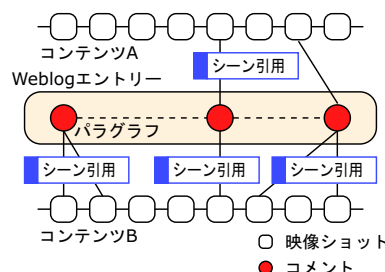 コンテンツA
シーン引用
Weblogエントリー
パラグラフ
シーン引用
シーン引用
シーン引用
コンテンツB
映像ショット
コメント